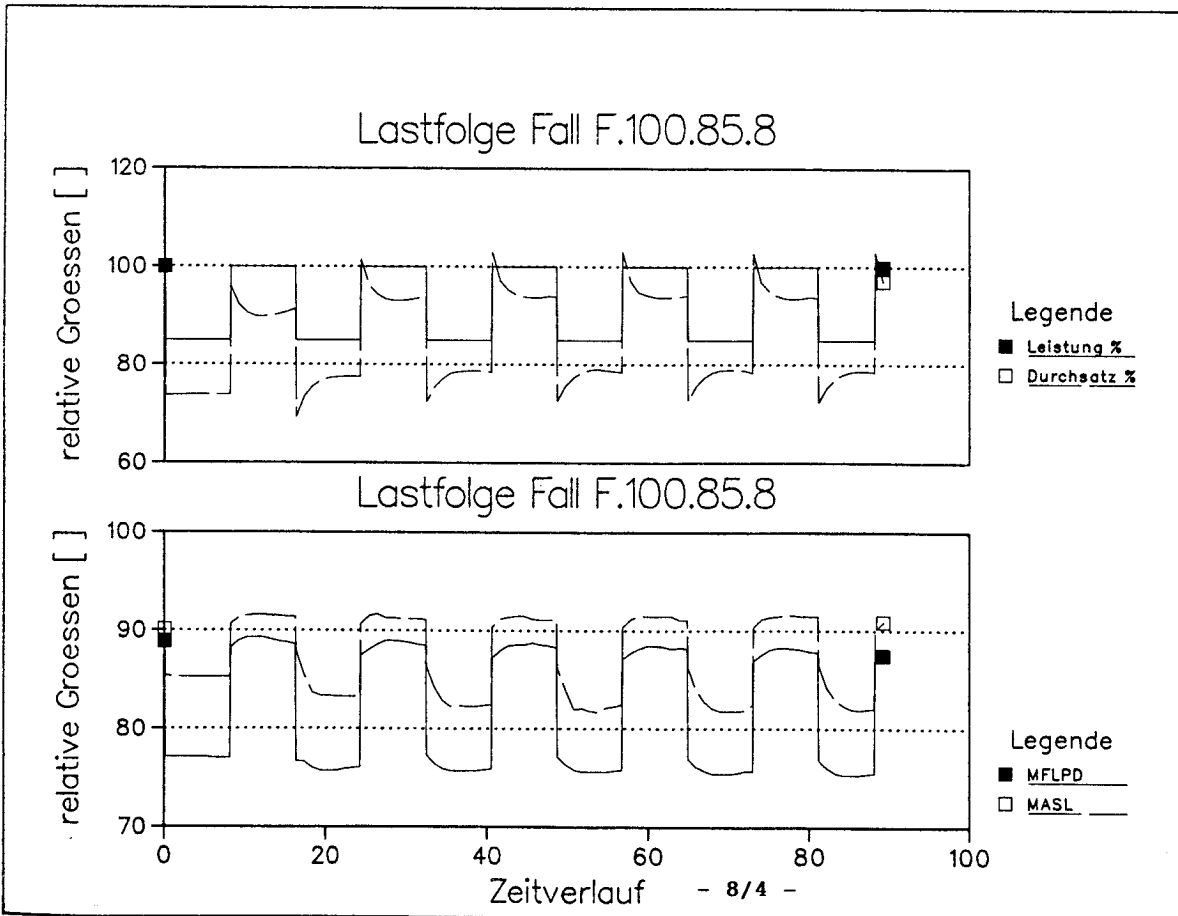 Lastfolge Fall F.100.85.8
relative Groessen [ ]
120
100
80
60
Legende
Leistung %
Durchsatz %
Lastfolge Fall F.100.85.8
relative Groessen [ ]
100
90
80
70
0
20
40
60
80
100
Legende
MFLPD
MASL
Zeitverlauf
- 8/4 -